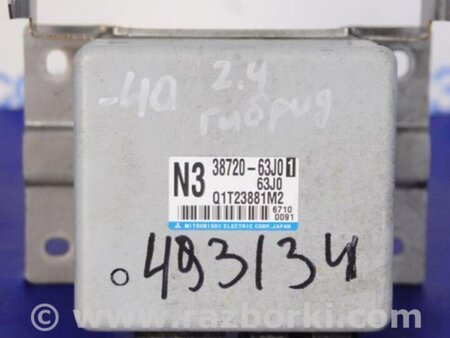 -40 2.4
гибрид
N3 38720-63J0 1
63J0
Q1T23881M2
6710
0091
MITSUBISHI ELECTRIC CORP. JAPAN
.493134
© www.razborki.com